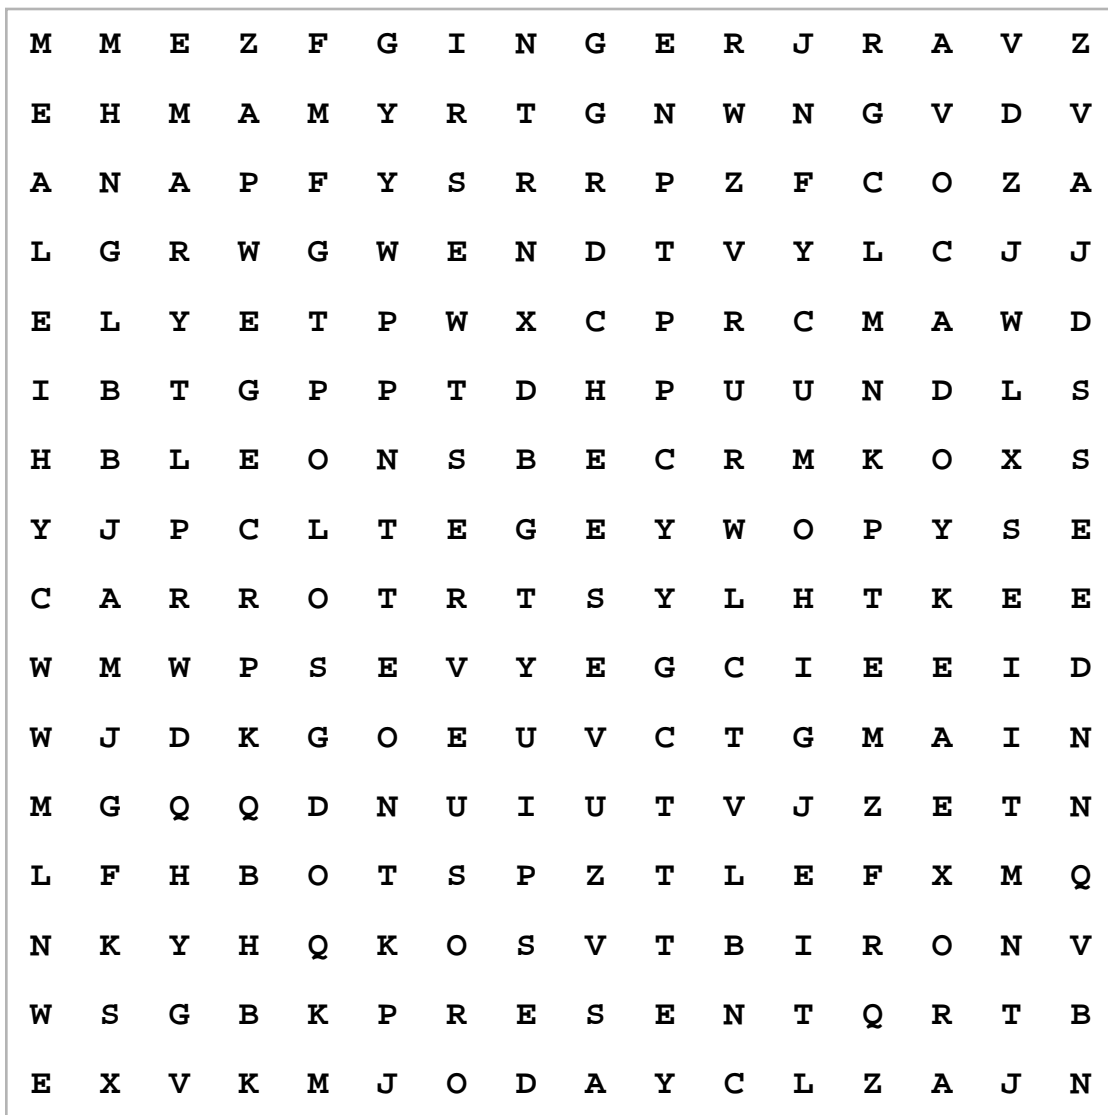 M M E Z F G I N G E R J R A V Z
E H M A M Y R T G N W N G V D V
A N A P F Y S R R P Z F C O Z A
L G R W G W E N D T V Y L C J J
E L Y E T P W X C P R C M A W D
I B T G P P T D H P U U N D L S
H B L E O N S B E C R M K O X S
Y J P C L T E G E Y W O P Y S E
C A R R O T R T S Y L H T K E E
W M W P S E V Y E G C I E E I D
W J D K G O E U V C T G M A I N
M G Q Q D N U I U T V J Z E T N
L F H B O T S P Z T L E F X M Q
N K Y H Q K O S V T B I R O N V
W S G B K P R E S E N T Q R T B
E X V K M J O D A Y C L Z A J N